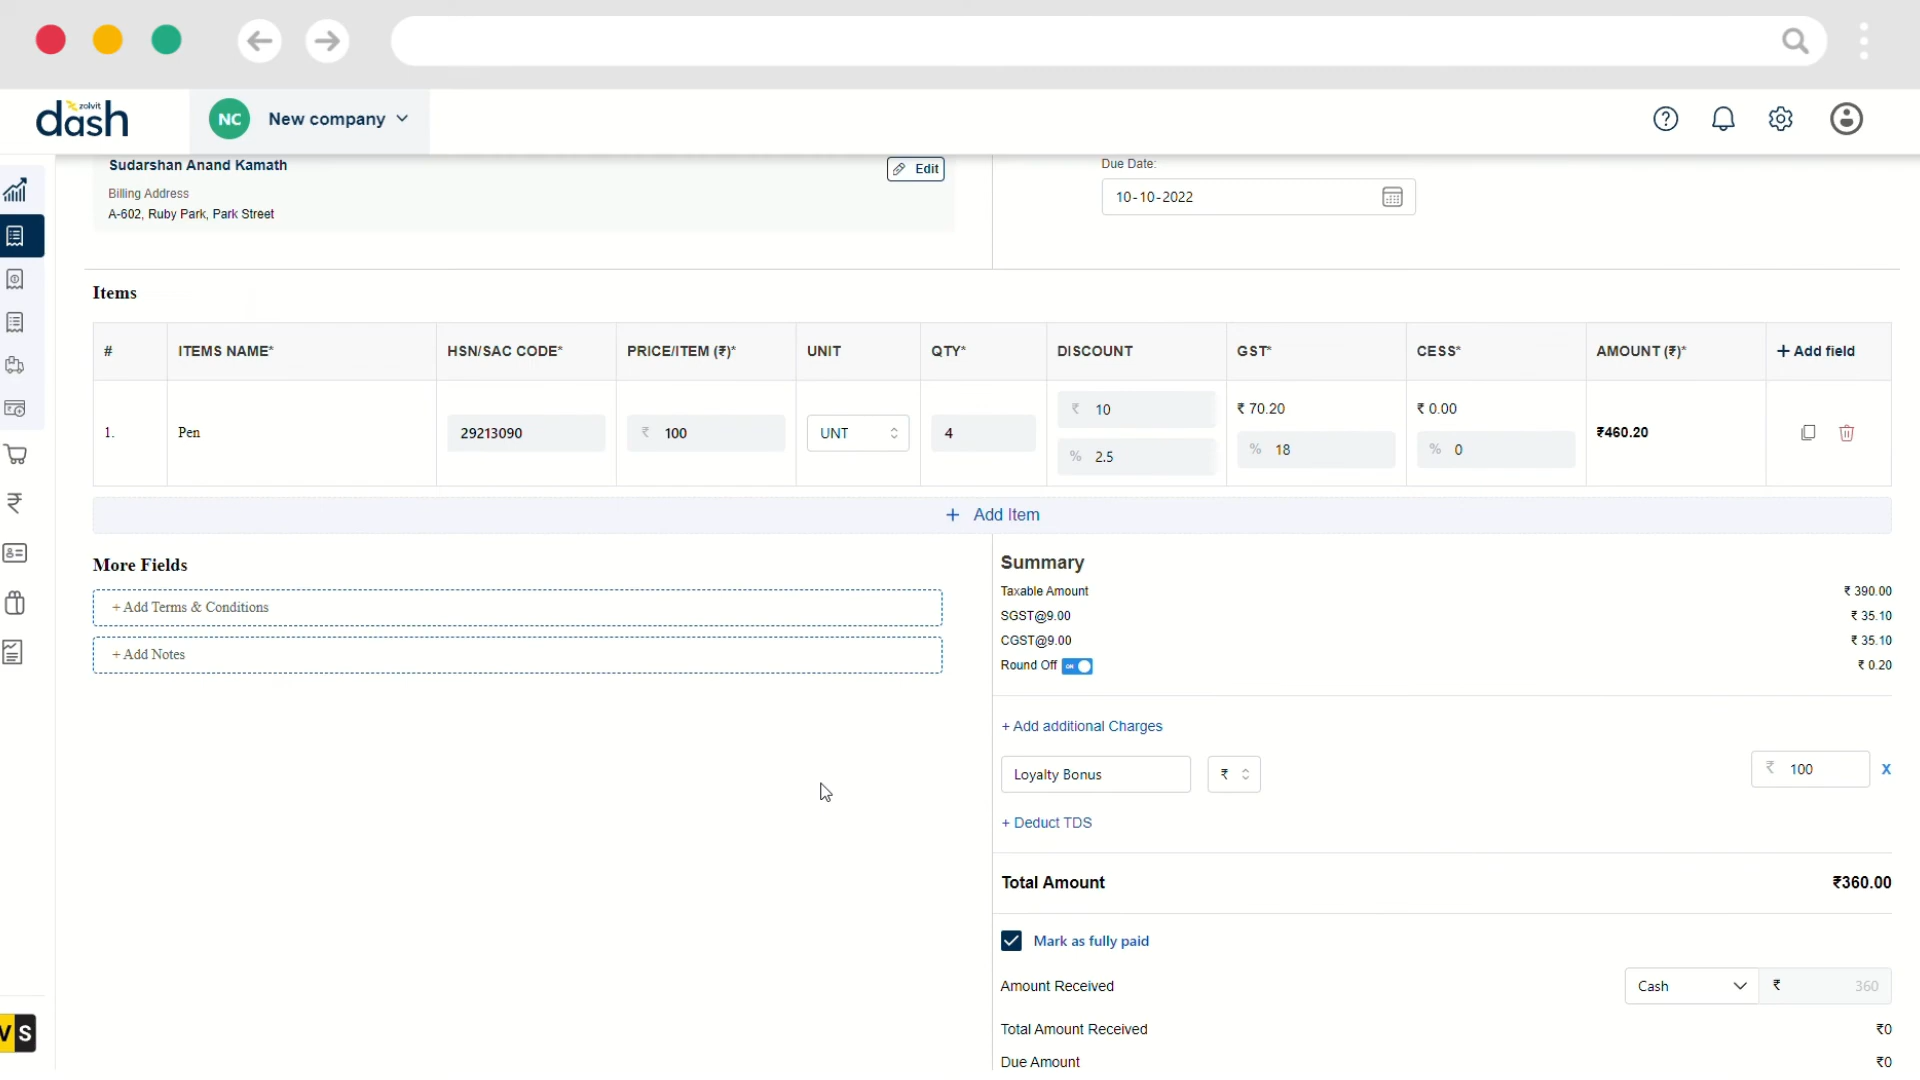 zolvit
dash
NC New company
Sudarshan Anand Kamath
Edit
Billing Address
A-602, Ruby Park, Park Street
Due Date:
10-10-2022
Items
# ITEMS NAME* HSN/SAC CODE* PRICE/ITEM (₹)* UNIT QTY* DISCOUNT GST* CESS* AMOUNT (₹)* + Add field
1. Pen 29213090 ₹ 100 UNT 4 ₹ 10 ₹ 70.20 ₹ 0.00 ₹460.20
% 2.5 % 18 % 0
+ Add Item
More Fields
+ Add Terms & Conditions
+ Add Notes
Summary
Taxable Amount ₹ 390.00
SGST@9.00 ₹ 35.10
CGST@9.00 ₹ 35.10
Round Off ON ₹ 0.20
+ Add additional Charges
Loyalty Bonus ₹ ₹ 100 X
+ Deduct TDS
Total Amount ₹360.00
Mark as fully paid
Amount Received Cash ₹ 360
Total Amount Received ₹0
Due Amount ₹0
VS